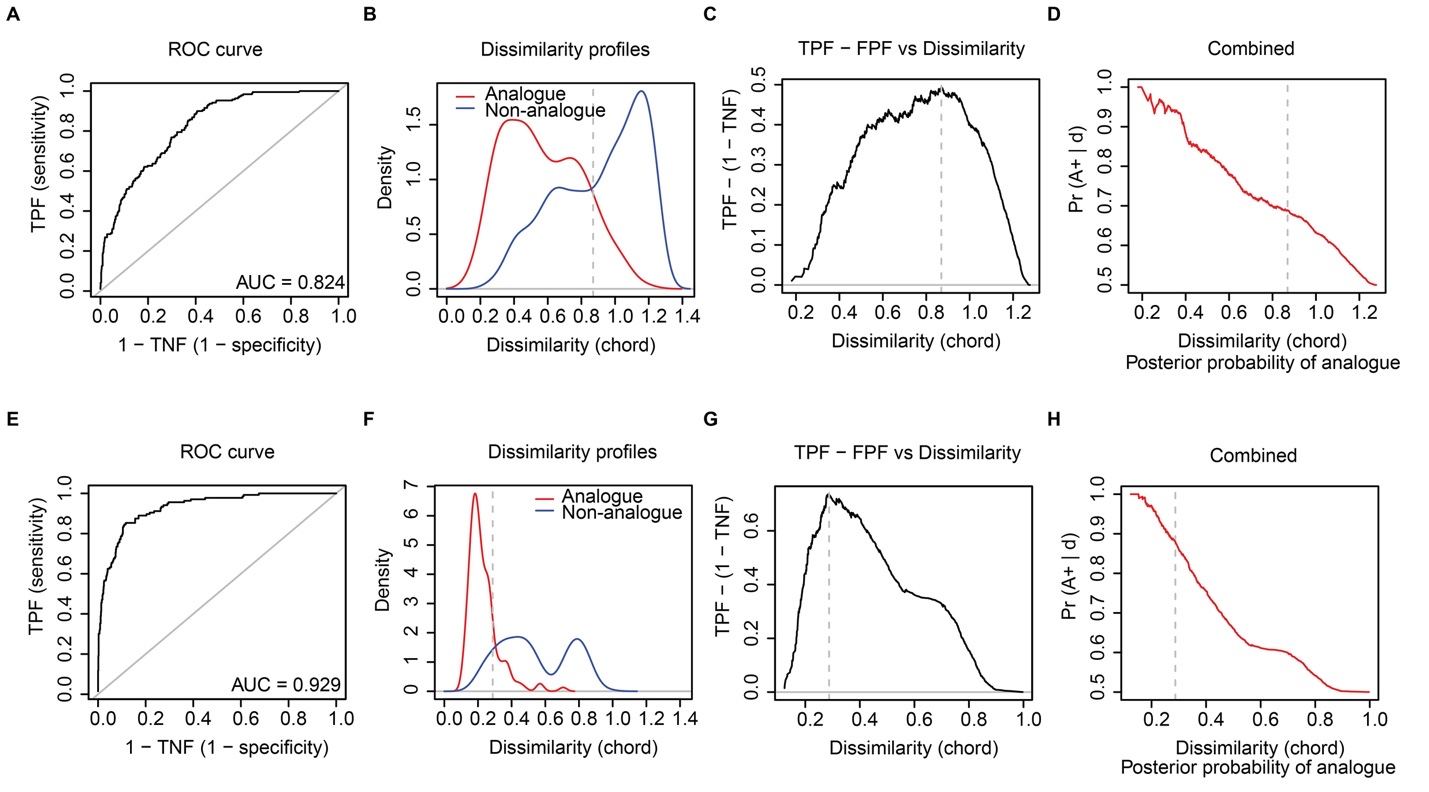 A
ROC curve
TPF (sensitivity)
0.0 0.2 0.4 0.6 0.8 1.0
AUC = 0.824
0.0 0.2 0.4 0.6 0.8 1.0
1 − TNF (1 − specificity)
B
Dissimilarity profiles
Density
0.0 0.5 1.0 1.5
Analogue
Non-analogue
0.0 0.2 0.4 0.6 0.8 1.0 1.2 1.4
Dissimilarity (chord)
C
TPF − FPF vs Dissimilarity
TPF − (1 − TNF)
0.0 0.1 0.2 0.3 0.4 0.5
0.2 0.4 0.6 0.8 1.0 1.2
Dissimilarity (chord)
D
Combined
Pr (A+ | d)
0.5 0.6 0.7 0.8 0.9 1.0
0.2 0.4 0.6 0.8 1.0 1.2
Dissimilarity (chord)
Posterior probability of analogue
E
ROC curve
TPF (sensitivity)
0.0 0.2 0.4 0.6 0.8 1.0
AUC = 0.929
0.0 0.2 0.4 0.6 0.8 1.0
1 − TNF (1 − specificity)
F
Dissimilarity profiles
Density
0 1 2 3 4 5 6 7
Analogue
Non-analogue
0.0 0.2 0.4 0.6 0.8 1.0 1.2 1.4
Dissimilarity (chord)
G
TPF − FPF vs Dissimilarity
TPF − (1 − TNF)
0.0 0.2 0.4 0.6
0.2 0.4 0.6 0.8 1.0
Dissimilarity (chord)
H
Combined
Pr (A+ | d)
0.5 0.6 0.7 0.8 0.9 1.0
0.2 0.4 0.6 0.8 1.0
Dissimilarity (chord)
Posterior probability of analogue